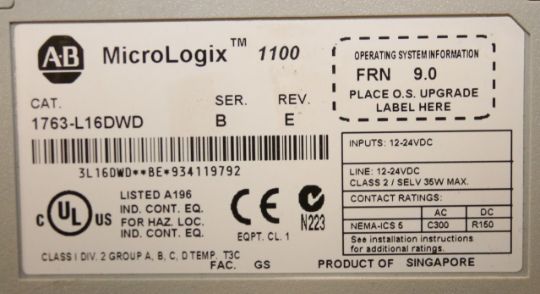 A-B MicroLogix™ 1100
CAT. SER. REV.
1763-L16DWD B E
3L16DWD**BE*934119792
OPERATING SYSTEM INFORMATION
FRN 9.0
PLACE O.S. UPGRADE
LABEL HERE
INPUTS: 12-24VDC
LINE: 12-24VDC
CLASS 2 / SELV 35W MAX.
CONTACT RATINGS:
AC DC
NEMA-ICS 5 C300 R150
See installation instructions
for additional ratings.
C UL US
LISTED A196
IND. CONT. EQ.
FOR HAZ. LOC.
IND. CONT. EQ.
CE
EQPT. CL. 1
N223
CLASS I DIV. 2 GROUP A, B, C, D TEMP. T3C
FAC. GS PRODUCT OF SINGAPORE